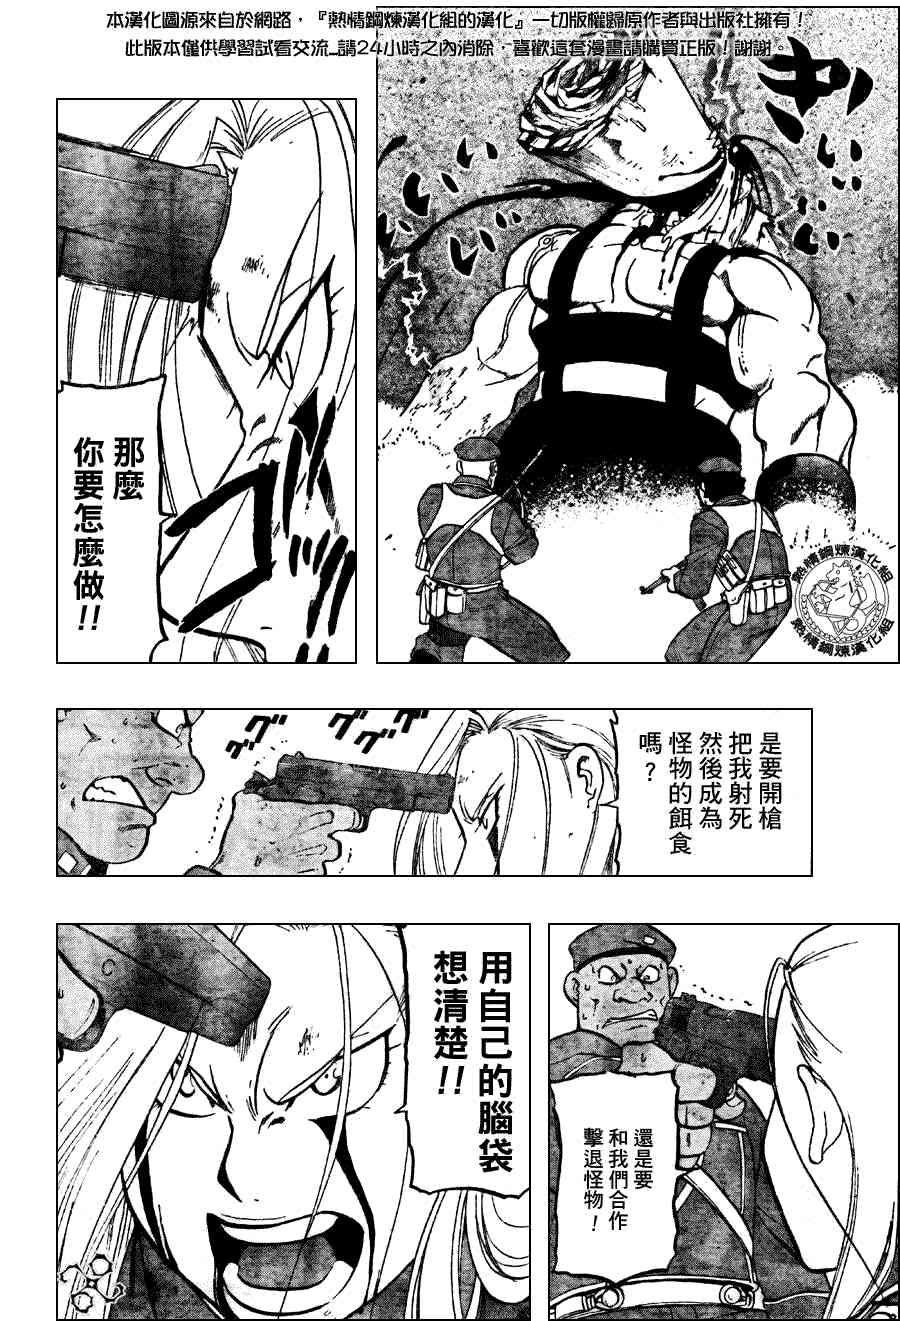 本漢化圖源來自於網路，『熱情鋼煉漢化組的漢化』一切版權歸原作者與出版社擁有！
此版本僅供學習試看交流…請24小時之內消除，喜歡這套漫畫請購買正版！謝謝。
熱情鋼煉漢化組
熱情鋼煉漢化組
那麼
你要怎麼做!!
是要開槍
把我射死
然後成為
怪物的餌食
嗎？
ググググ
還是要
和我們合作
擊退怪物！
用自己的腦袋
想清楚!!